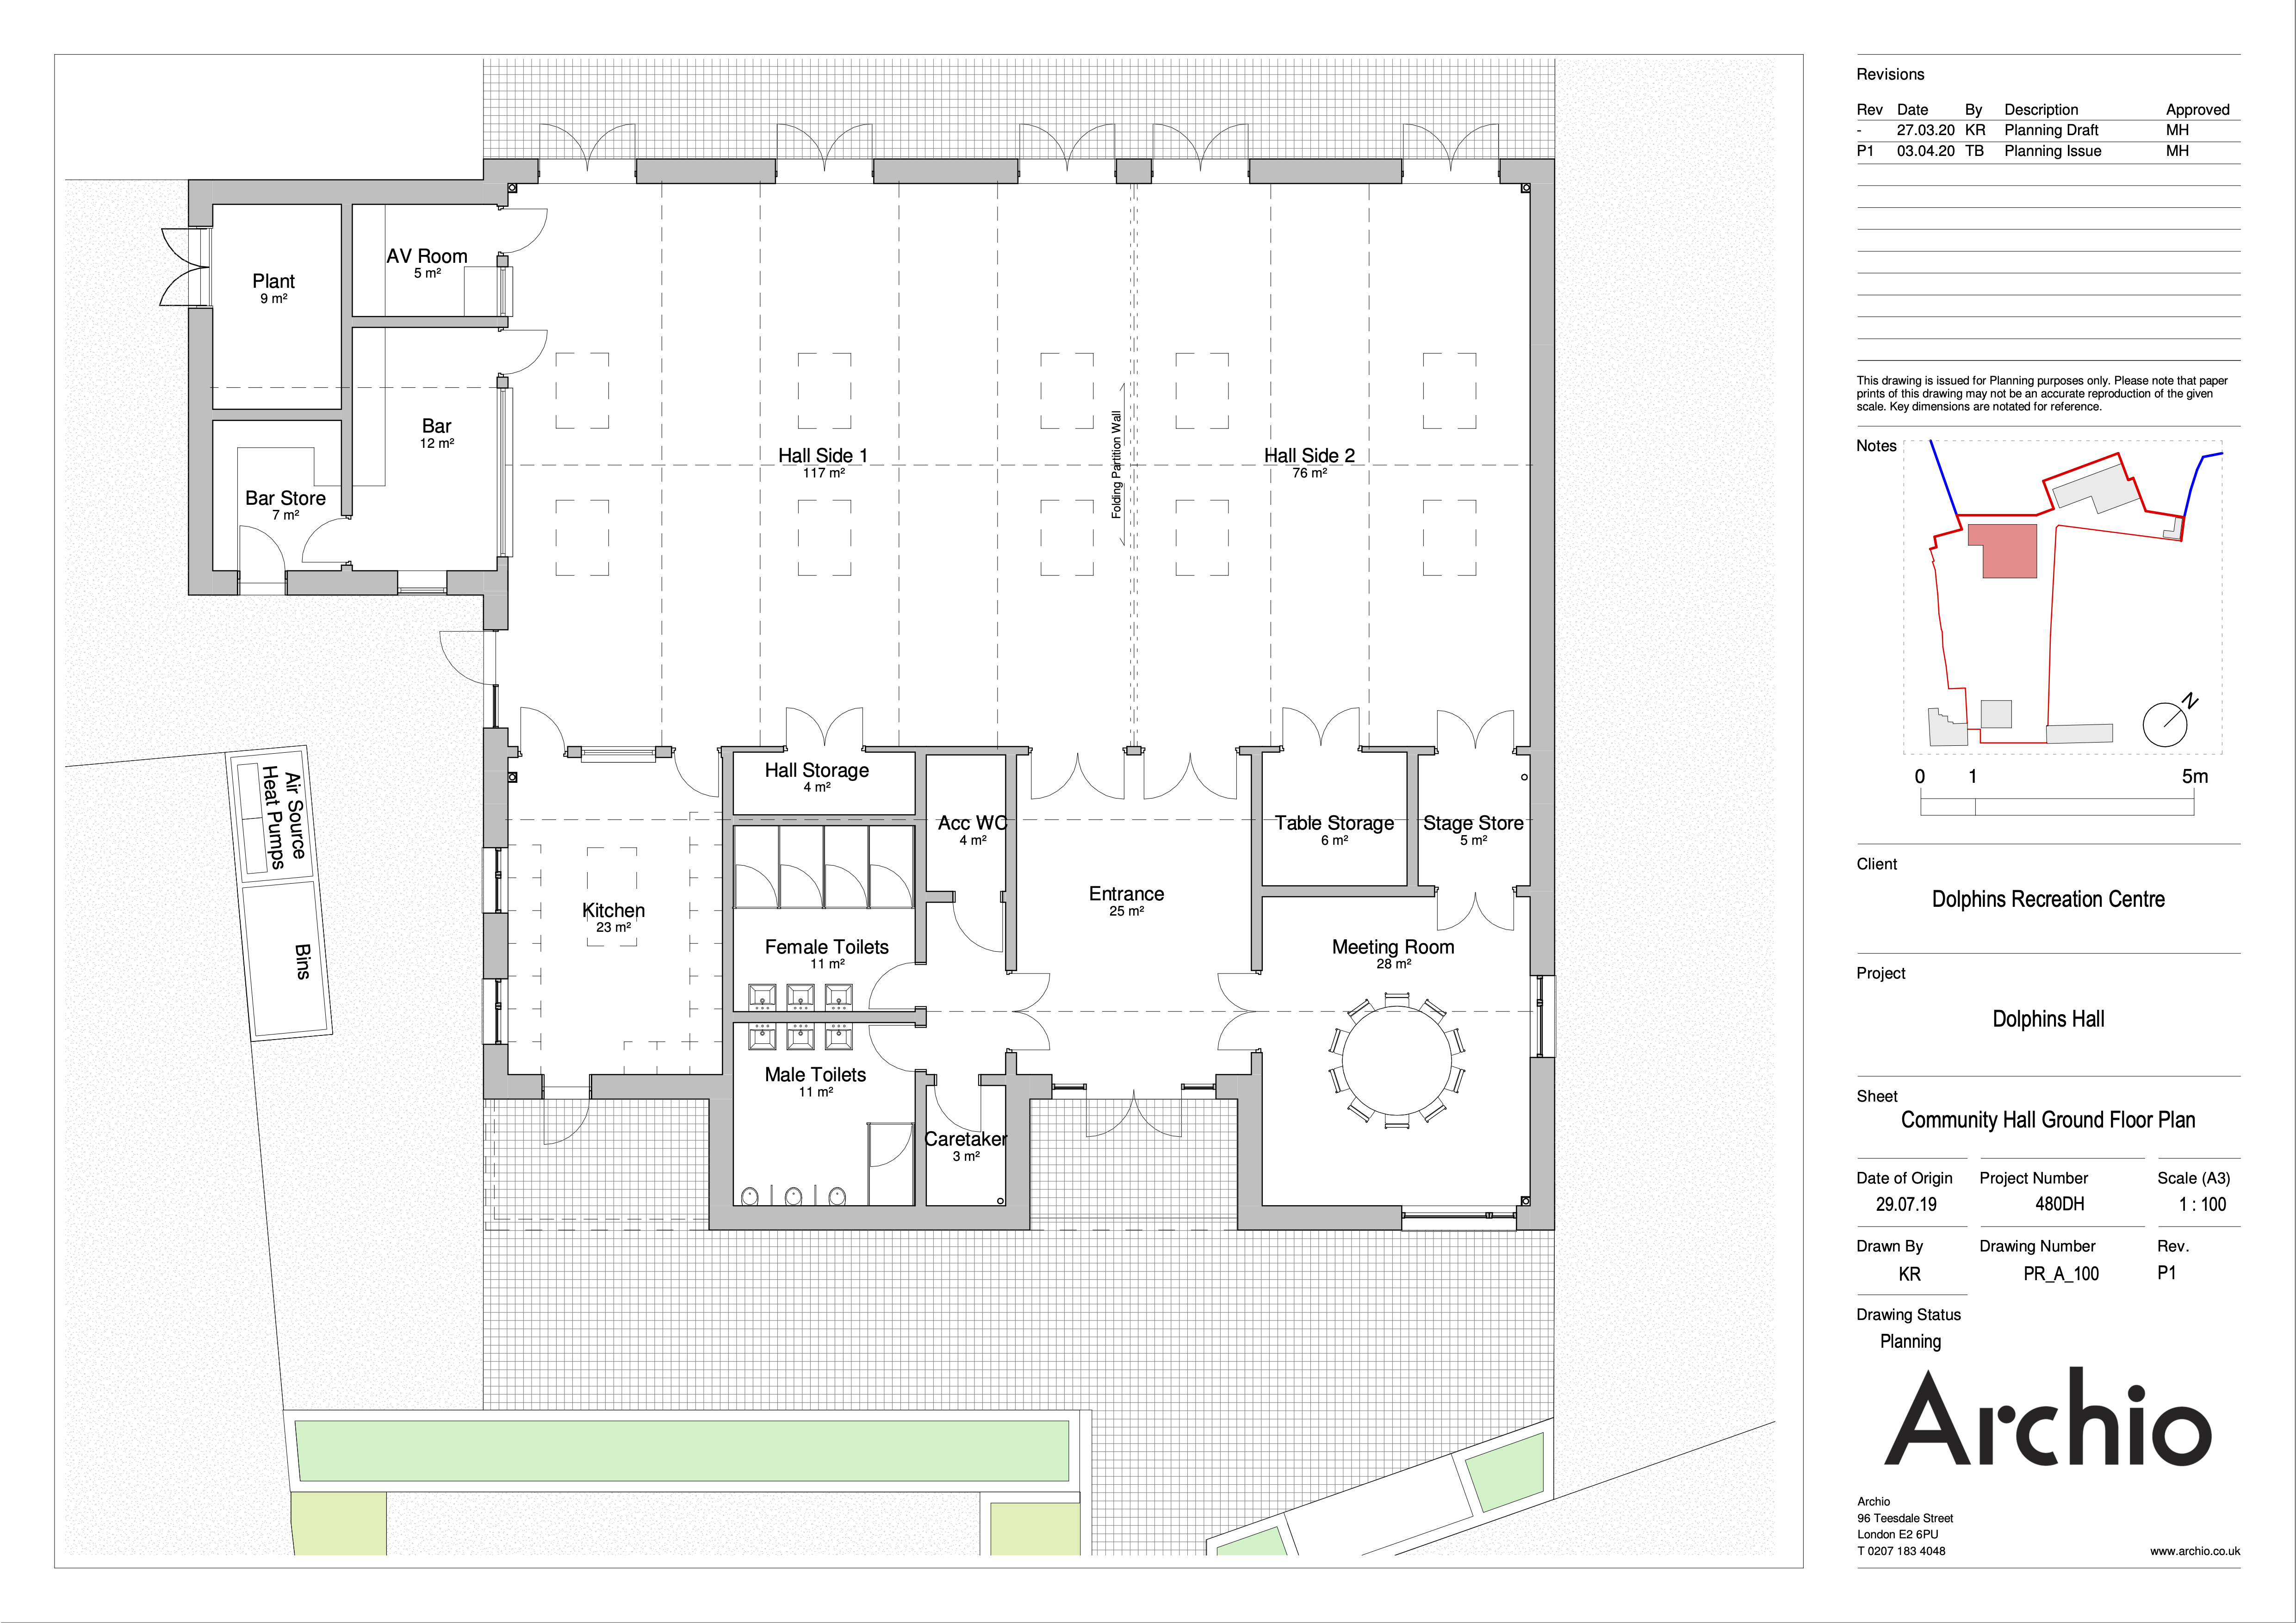 Plant
9 m²
AV Room
5 m²
Bar
12 m²
Bar Store
7 m²
Hall Side 1
117 m²
Folding Partition Wall
Hall Side 2
76 m²
Air Source
Heat Pumps
Bins
Hall Storage
4 m²
Acc WC
4 m²
Table Storage
6 m²
Stage Store
5 m²
Entrance
25 m²
Kitchen
23 m²
Female Toilets
11 m²
Meeting Room
28 m²
Male Toilets
11 m²
Caretaker
3 m²
Revisions
Rev Date By Description Approved
- 27.03.20 KR Planning Draft MH
P1 03.04.20 TB Planning Issue MH
This drawing is issued for Planning purposes only. Please note that paper
prints of this drawing may not be an accurate reproduction of the given
scale. Key dimensions are notated for reference.
Notes
N
0 1 5m
Client
Dolphins Recreation Centre
Project
Dolphins Hall
Sheet
Community Hall Ground Floor Plan
Date of Origin Project Number Scale (A3)
29.07.19 480DH 1 : 100
Drawn By Drawing Number Rev.
KR PR_A_100 P1
Drawing Status
Planning
Archio
Archio
96 Teesdale Street
London E2 6PU
T 0207 183 4048 www.archio.co.uk